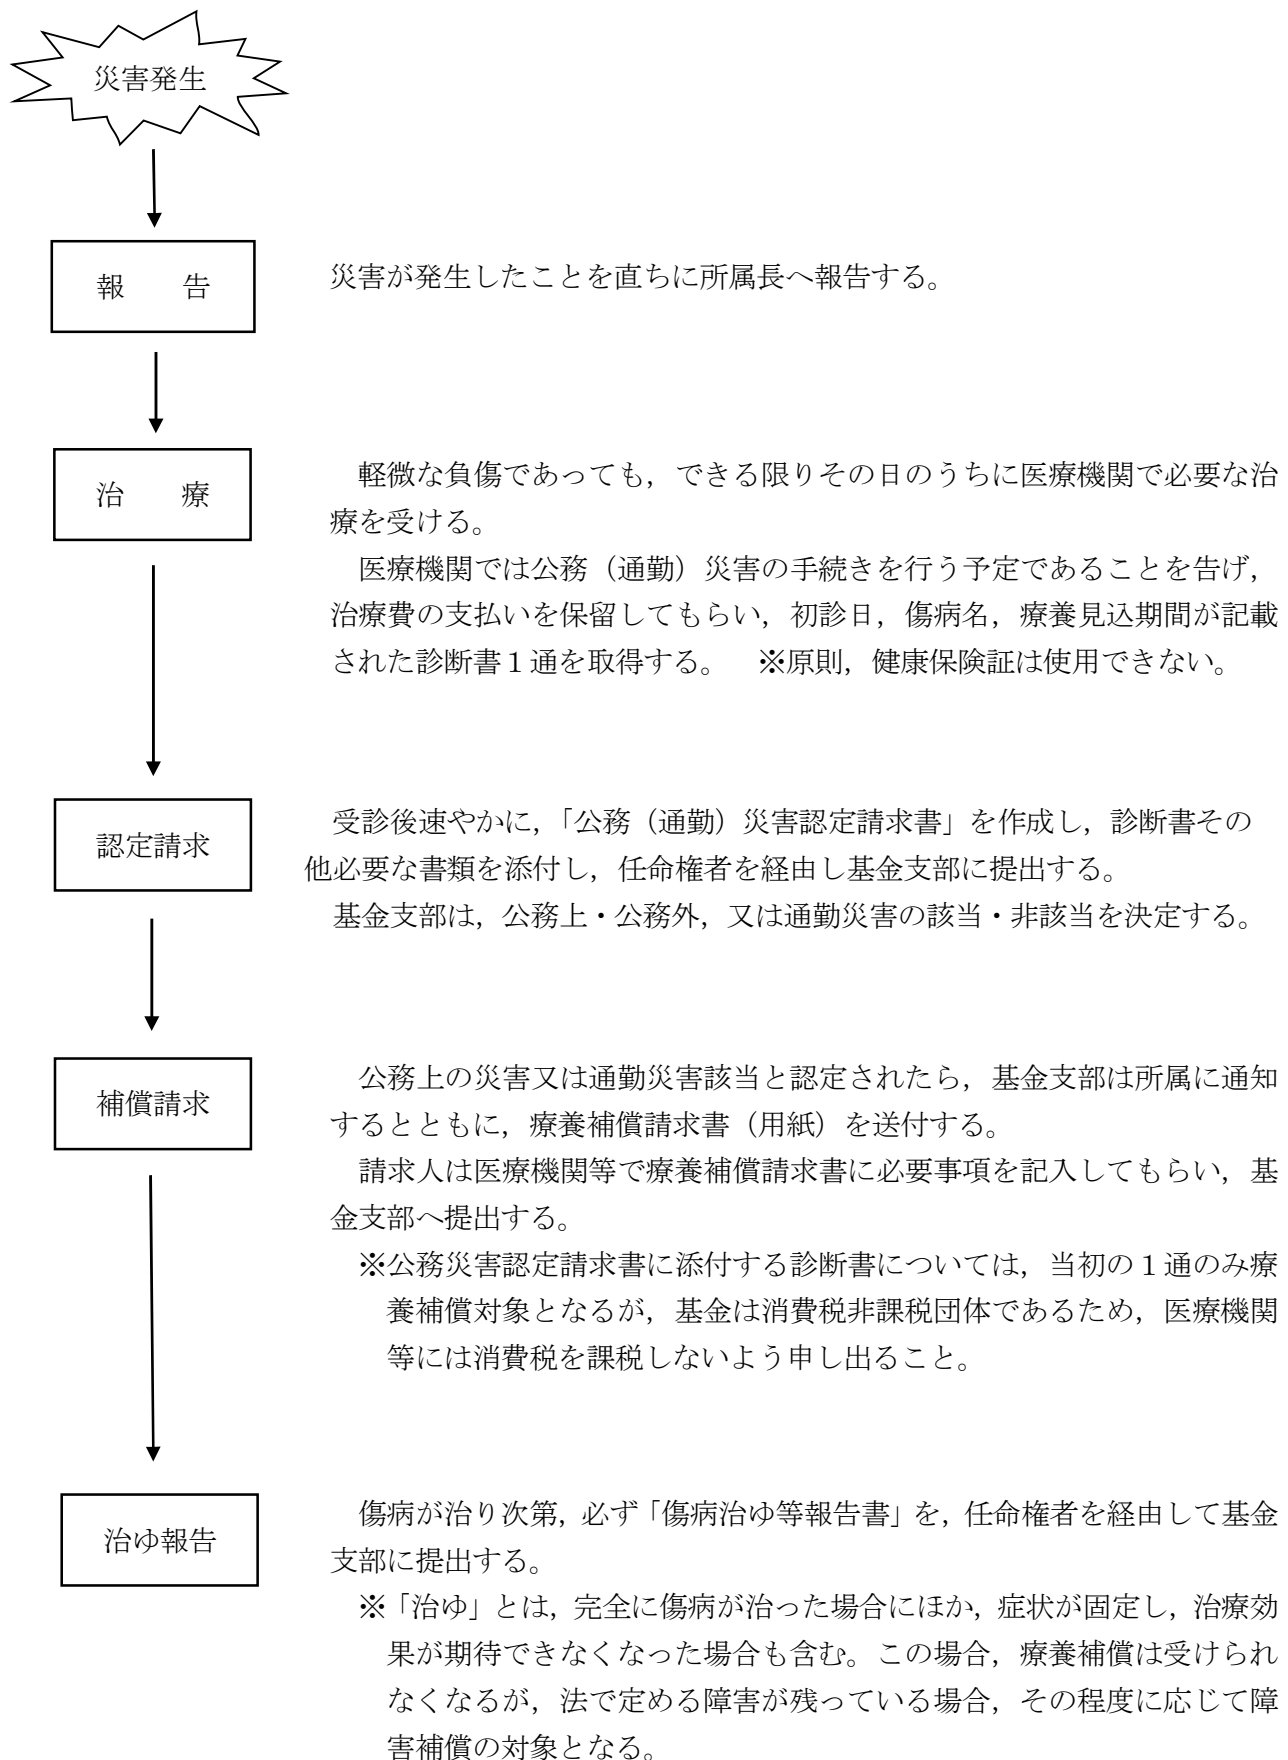 災害発生
報　　告
災害が発生したことを直ちに所属長へ報告する。
治　　療
軽微な負傷であっても，できる限りその日のうちに医療機関で必要な治
療を受ける。
医療機関では公務（通勤）災害の手続きを行う予定であることを告げ，
治療費の支払いを保留してもらい，初診日，傷病名，療養見込期間が記載
された診断書１通を取得する。　※原則，健康保険証は使用できない。
認定請求
受診後速やかに，「公務（通勤）災害認定請求書」を作成し，診断書その
他必要な書類を添付し，任命権者を経由し基金支部に提出する。
基金支部は，公務上・公務外，又は通勤災害の該当・非該当を決定する。
補償請求
公務上の災害又は通勤災害該当と認定されたら，基金支部は所属に通知
するとともに，療養補償請求書（用紙）を送付する。
請求人は医療機関等で療養補償請求書に必要事項を記入してもらい，基
金支部へ提出する。
※公務災害認定請求書に添付する診断書については，当初の１通のみ療
養補償対象となるが，基金は消費税非課税団体であるため，医療機関
等には消費税を課税しないよう申し出ること。
治ゆ報告
傷病が治り次第，必ず「傷病治ゆ等報告書」を，任命権者を経由して基金
支部に提出する。
※「治ゆ」とは，完全に傷病が治った場合にほか，症状が固定し，治療効
果が期待できなくなった場合も含む。この場合，療養補償は受けられ
なくなるが，法で定める障害が残っている場合，その程度に応じて障
害補償の対象となる。